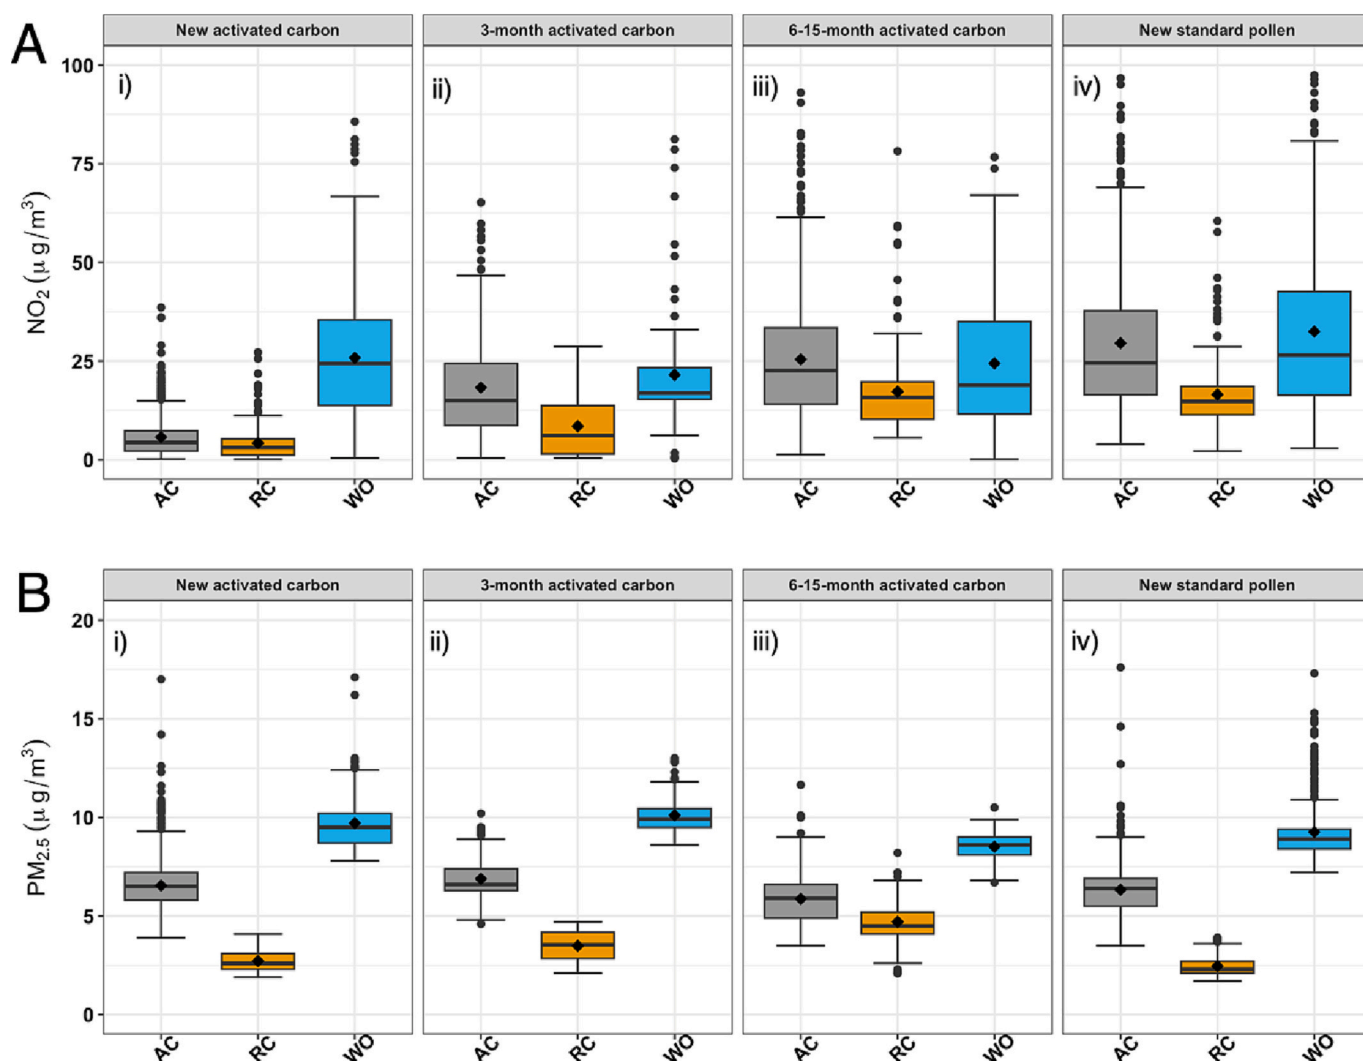 A
New activated carbon
3-month activated carbon
6-15-month activated carbon
New standard pollen
i)
ii)
iii)
iv)
NO2 (μg/m3)
100
75
50
25
0
AC
RC
WO
AC
RC
WO
AC
RC
WO
AC
RC
WO
B
New activated carbon
3-month activated carbon
6-15-month activated carbon
New standard pollen
i)
ii)
iii)
iv)
PM2.5 (μg/m3)
20
15
10
5
0
AC
RC
WO
AC
RC
WO
AC
RC
WO
AC
RC
WO